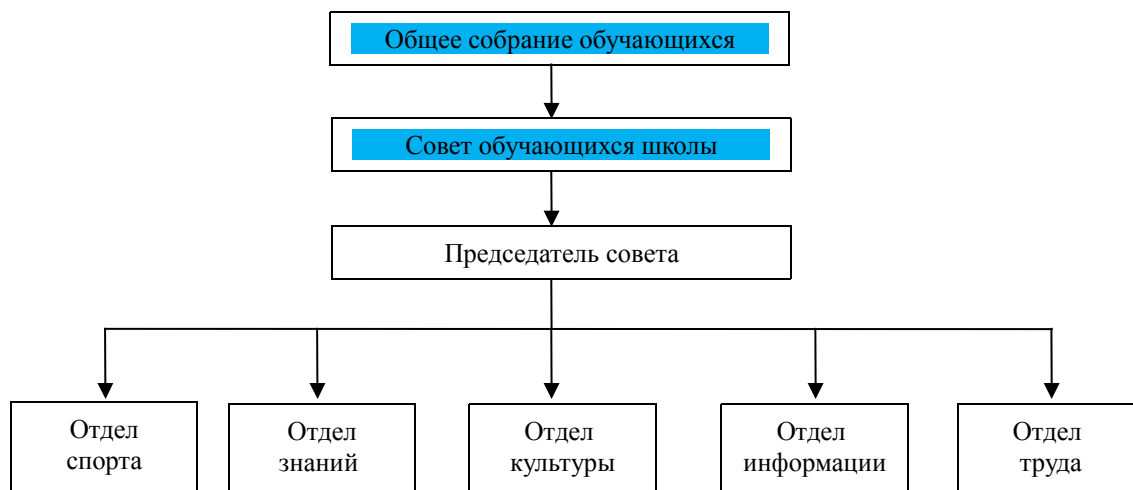 Общее собрание обучающихся
Совет обучающихся школы
Председатель совета
Отдел
спорта
Отдел
знаний
Отдел
культуры
Отдел
информации
Отдел
труда